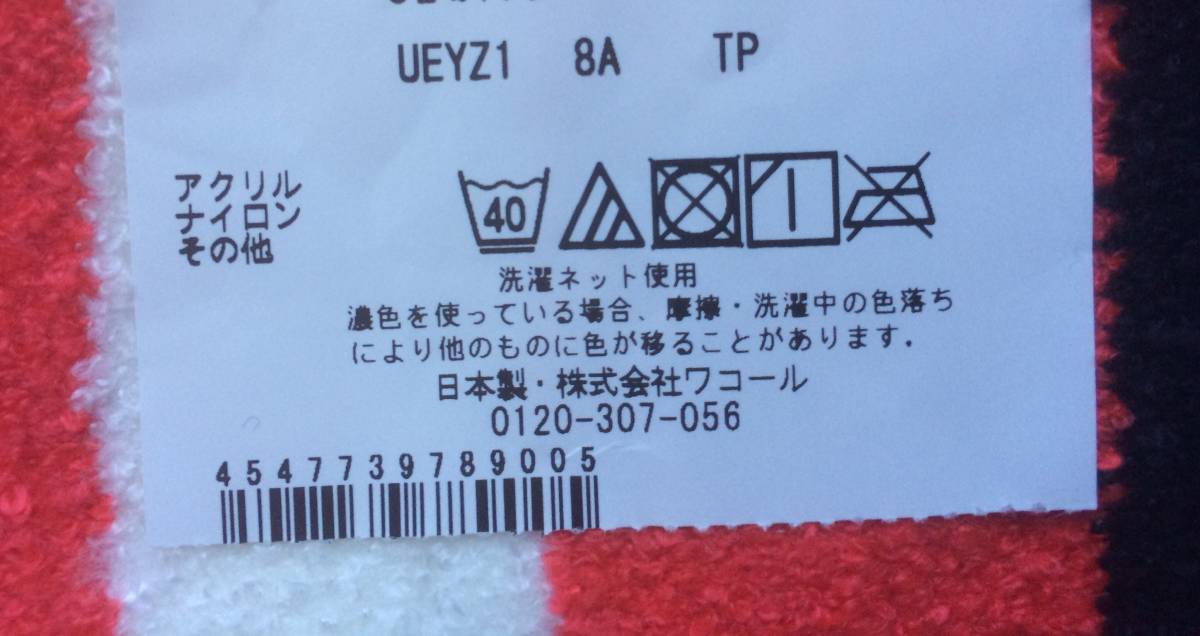 UEYZ1 8A TP
アクリル
ナイロン
その他
40
洗濯ネット使用
濃色を使っている場合、摩擦・洗濯中の色落ち
により他のものに色が移ることがあります.
日本製・株式会社ワコール
0120-307-056
4547739789005